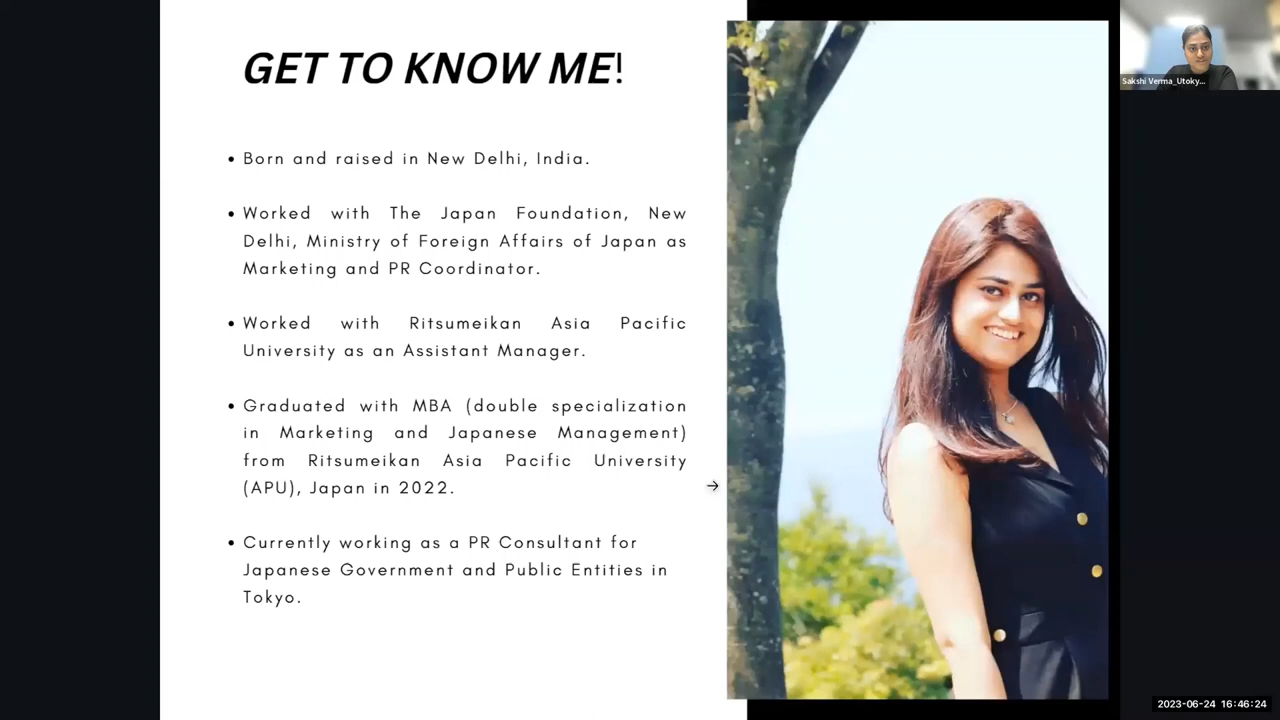 GET TO KNOW ME!
Born and raised in New Delhi, India.
Worked with The Japan Foundation, New
Delhi, Ministry of Foreign Affairs of Japan as
Marketing and PR Coordinator.
Worked with Ritsumeikan Asia Pacific
University as an Assistant Manager.
Graduated with MBA (double specialization
in Marketing and Japanese Management)
from Ritsumeikan Asia Pacific University
(APU), Japan in 2022.
Currently working as a PR Consultant for
Japanese Government and Public Entities in
Tokyo.
Sakshi Verma_Utoky...
2023-06-24 16:46:24